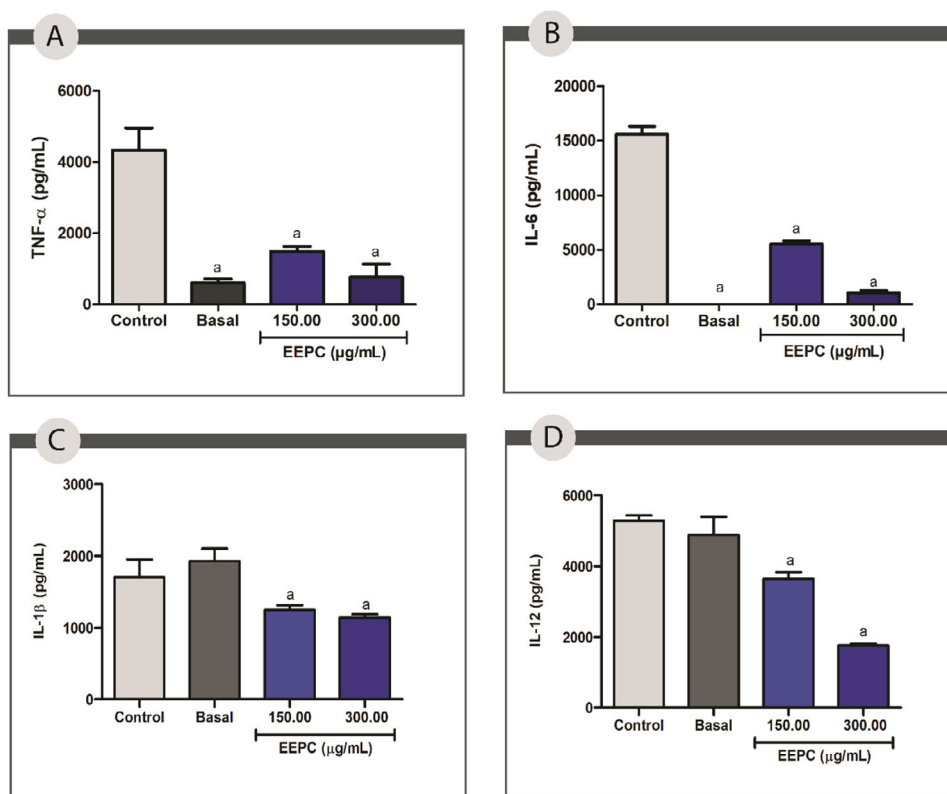 A
TNF-α (pg/mL)
6000
4000
2000
0
a
a
a
Control Basal 150.00 300.00
EEPC (µg/mL)
B
IL-6 (pg/mL)
20000
15000
10000
5000
0
a
a
a
Control Basal 150.00 300.00
EEPC (µg/mL)
C
IL-1β (pg/mL)
3000
2000
1000
0
a
a
Control Basal 150.00 300.00
EEPC (µg/mL)
D
IL-12 (pg/mL)
6000
4000
2000
0
a
a
Control Basal 150.00 300.00
EEPC (µg/mL)